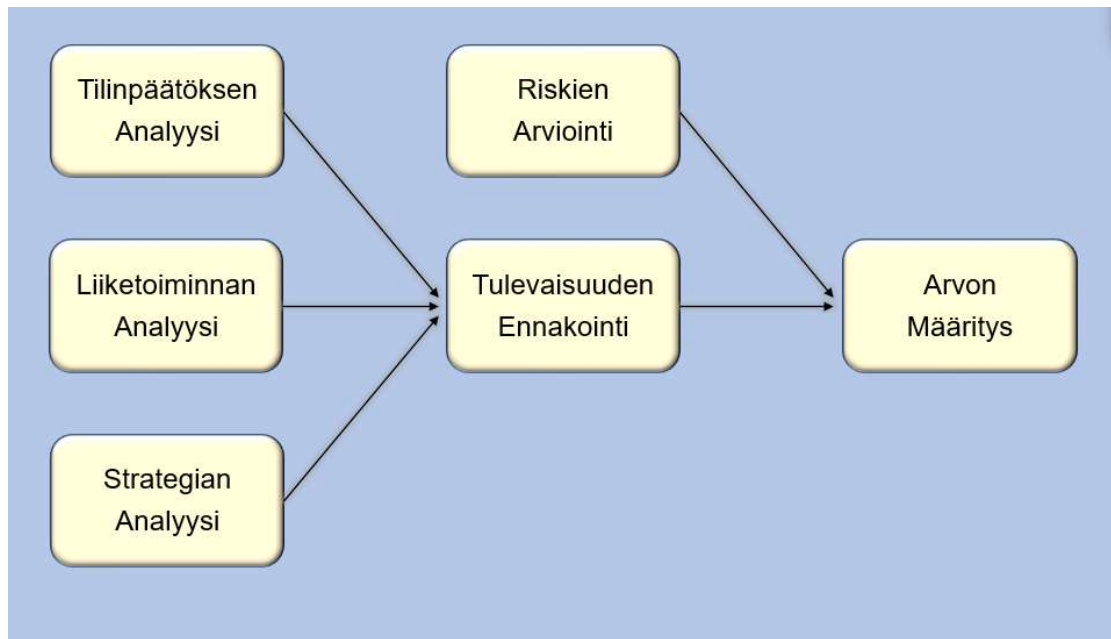 Tilinpäätöksen
Analyysi
Riskien
Arviointi
Liiketoiminnan
Analyysi
Tulevaisuuden
Ennakointi
Arvon
Määritys
Strategian
Analyysi